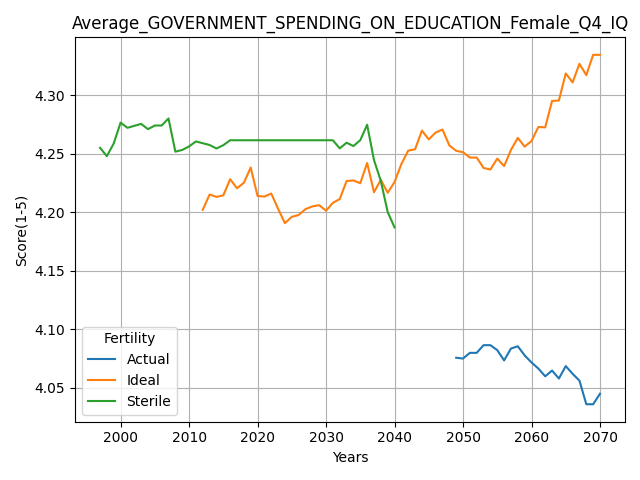 Average_GOVERNMENT_SPENDING_ON_EDUCATION_Female_Q4_IQ
4.30
4.25
4.20
4.15
4.10
4.05
Score(1-5)
Fertility
Actual
Ideal
Sterile
2000 2010 2020 2030 2040 2050 2060 2070
Years